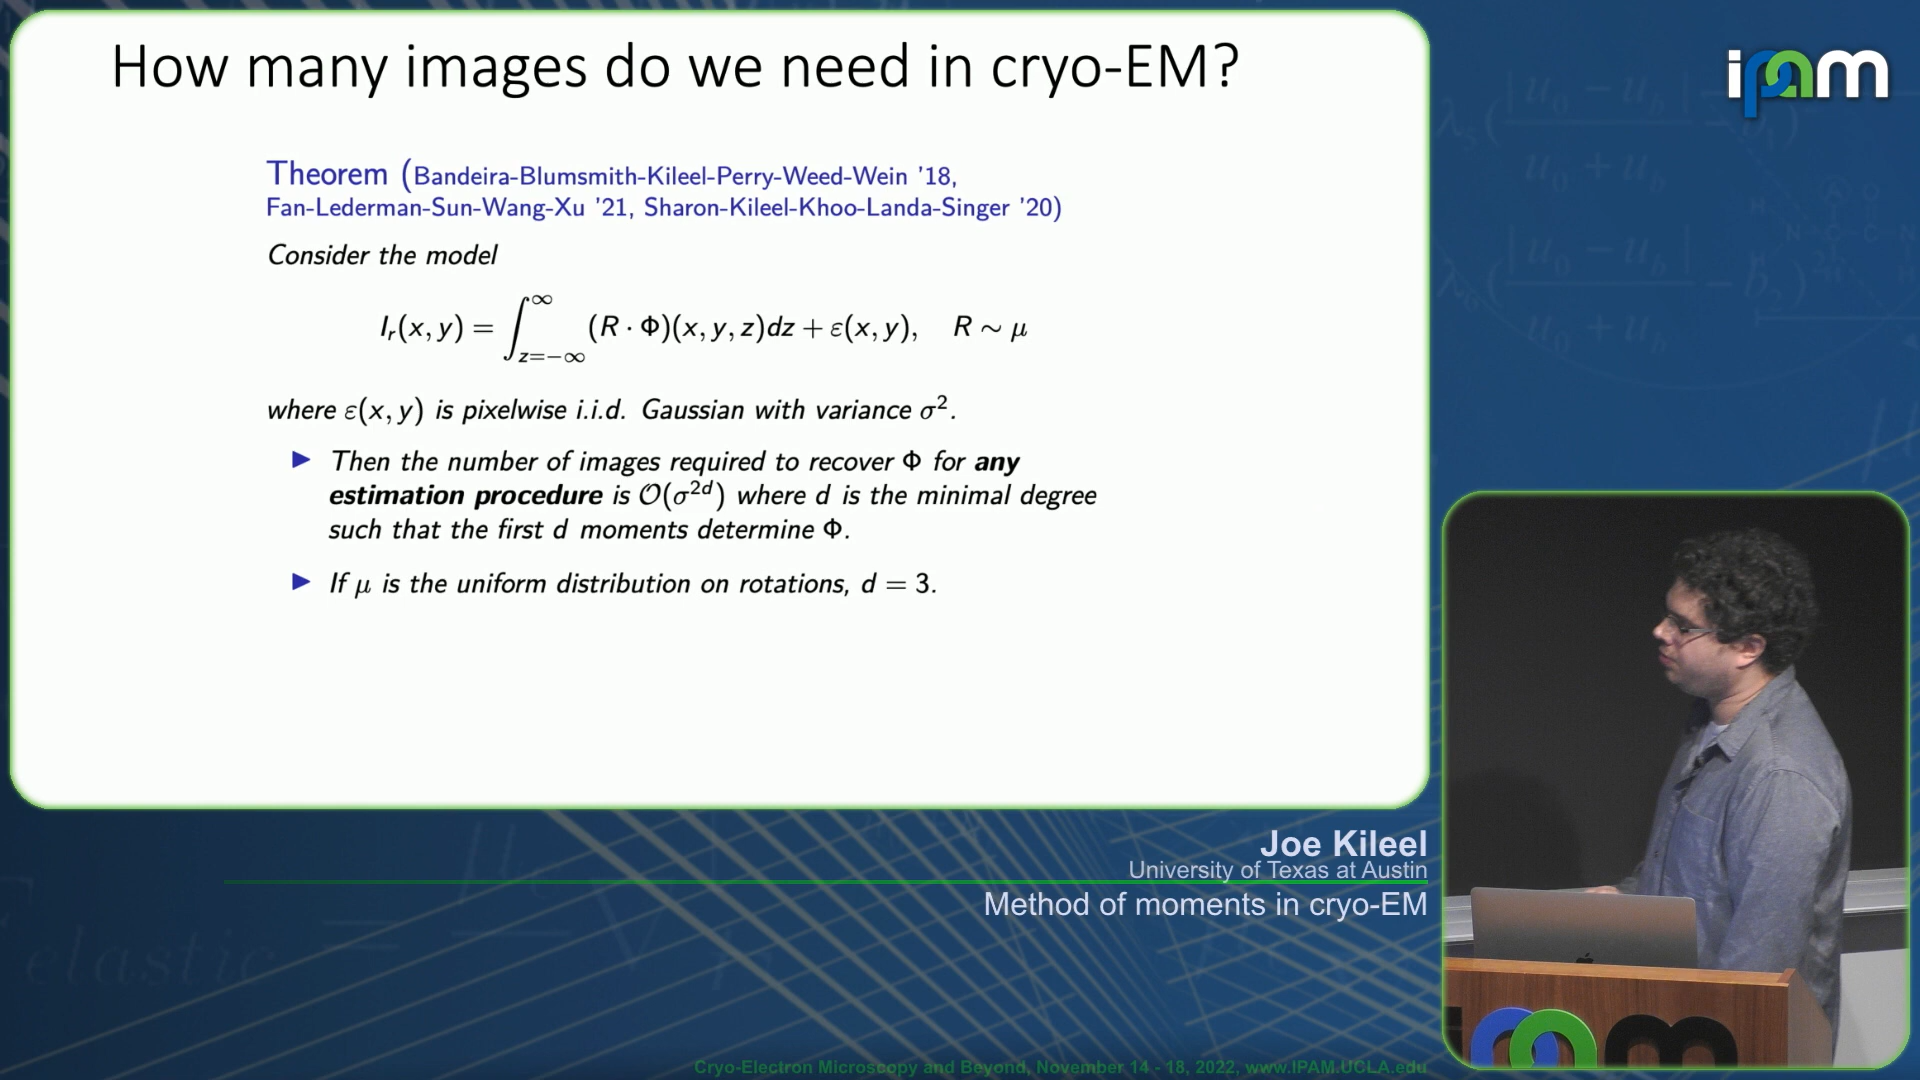 How many images do we need in cryo-EM?
ipam
Theorem (Bandeira-Blumsmith-Kileel-Perry-Weed-Wein '18,
Fan-Lederman-Sun-Wang-Xu '21, Sharon-Kileel-Khoo-Landa-Singer '20)
Consider the model
I_r(x, y) = ∫_{z=−∞}^{∞} (R · Φ)(x, y, z)dz + ε(x, y), R ∼ μ
where ε(x, y) is pixelwise i.i.d. Gaussian with variance σ².
▶ Then the number of images required to recover Φ for any
estimation procedure is O(σ^{2d}) where d is the minimal degree
such that the first d moments determine Φ.
▶ If μ is the uniform distribution on rotations, d = 3.
Joe Kileel
University of Texas at Austin
Method of moments in cryo-EM
elastic
Cryo-Electron Microscopy and Beyond, November 14 - 18, 2022, www.IPAM.UCLA.edu